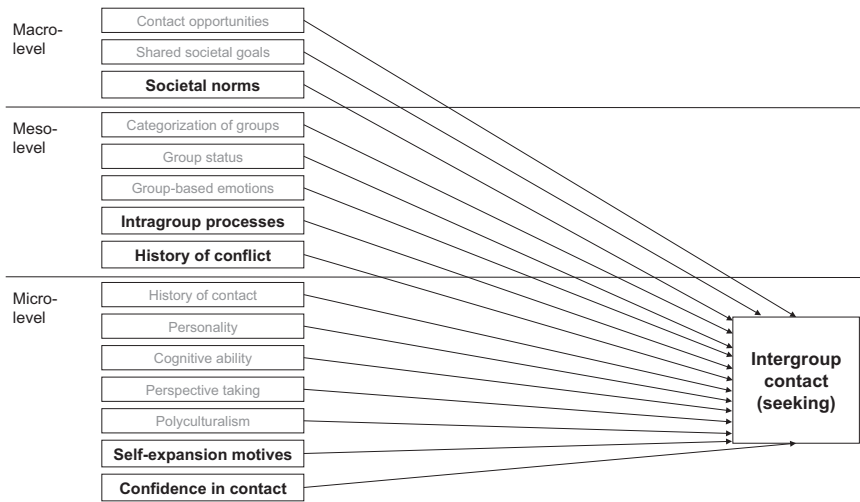 Macro-
level
Contact opportunities
Shared societal goals
Societal norms
Meso-
level
Categorization of groups
Group status
Group-based emotions
Intragroup processes
History of conflict
Micro-
level
History of contact
Personality
Cognitive ability
Perspective taking
Polyculturalism
Self-expansion motives
Confidence in contact
Intergroup
contact
(seeking)